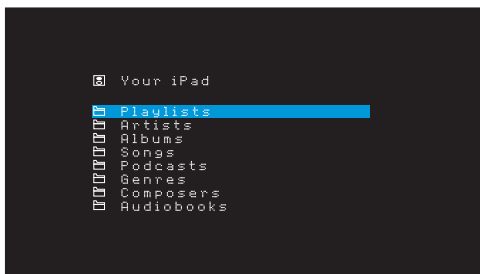 Your iPad
Playlists
Artists
Albums
Songs
Podcasts
Genres
Composers
Audiobooks